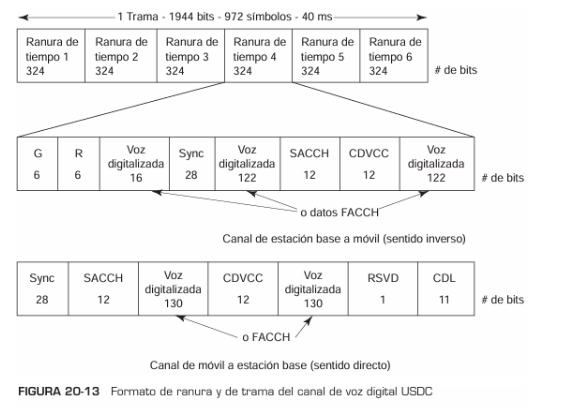 1 Trama - 1944 bits - 972 símbolos - 40 ms
Ranura de tiempo 1 324
Ranura de tiempo 2 324
Ranura de tiempo 3 324
Ranura de tiempo 4 324
Ranura de tiempo 5 324
Ranura de tiempo 6 324
# de bits
G 6
R 6
Voz digitalizada 16
Sync 28
Voz digitalizada 122
SACCH 12
CDVCC 12
Voz digitalizada 122
# de bits
o datos FACCH
Canal de estación base a móvil (sentido inverso)
Sync 28
SACCH 12
Voz digitalizada 130
CDVCC 12
Voz digitalizada 130
RSVD 1
CDL 11
# de bits
o FACCH
Canal de móvil a estación base (sentido directo)
FIGURA 20-13 Formato de ranura y de trama del canal de voz digital USDC